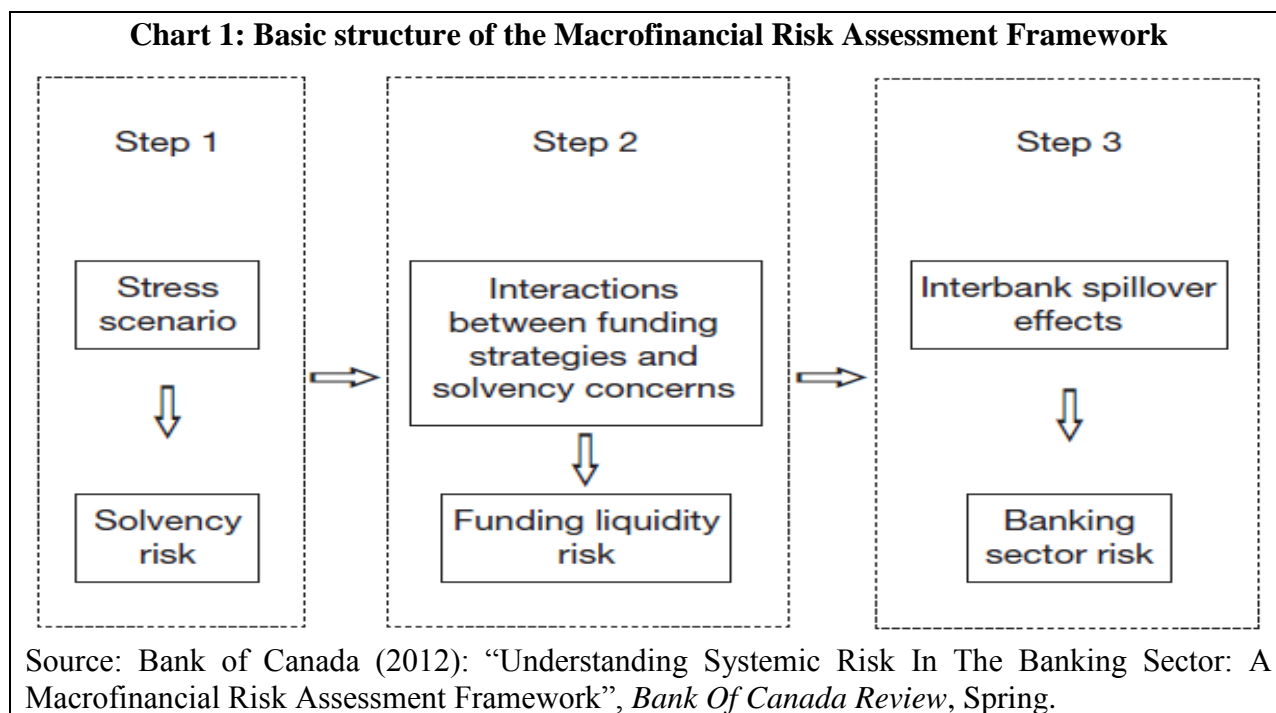 Chart 1: Basic structure of the Macrofinancial Risk Assessment Framework
Step 1
Stress
scenario
Solvency
risk
Step 2
Interactions
between funding
strategies and
solvency concerns
Funding liquidity
risk
Step 3
Interbank spillover
effects
Banking
sector risk
Source: Bank of Canada (2012): “Understanding Systemic Risk In The Banking Sector: A
Macrofinancial Risk Assessment Framework”, Bank Of Canada Review, Spring.